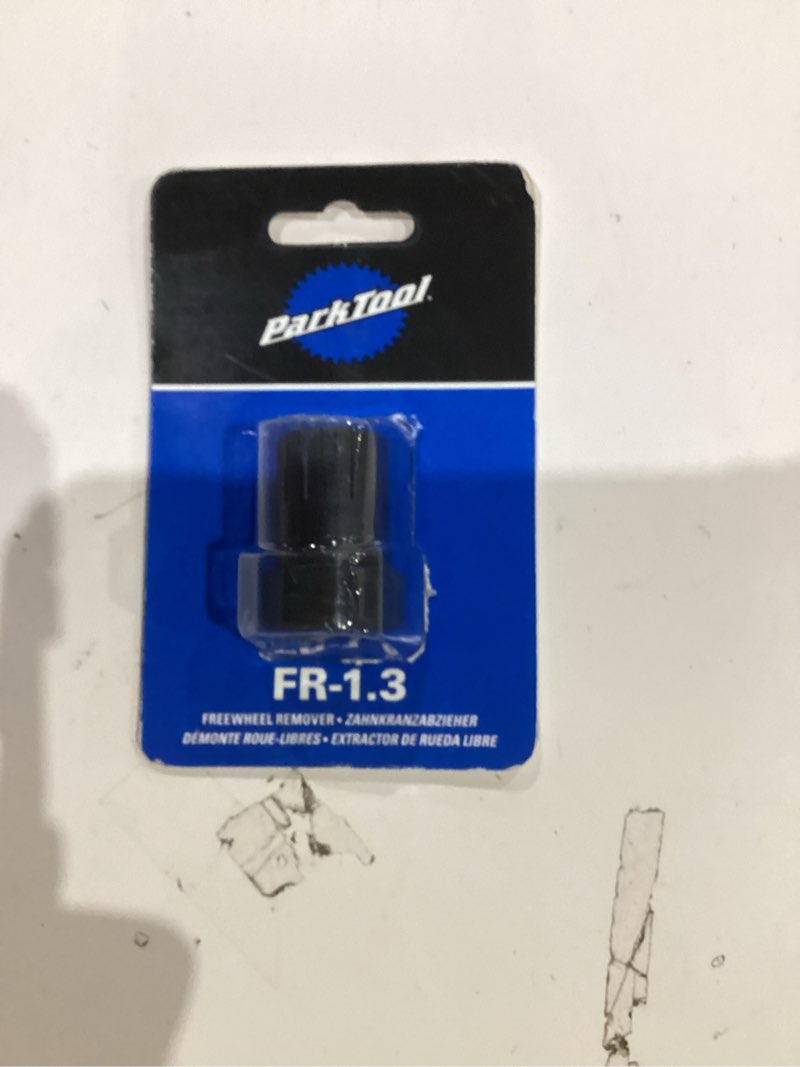 ParkTool
FR-1.3
FREEWHEEL REMOVER • ZAHNKRANZABZIEHER
DÉMONTE ROUE-LIBRES • EXTRACTOR DE RUEDA LIBRE